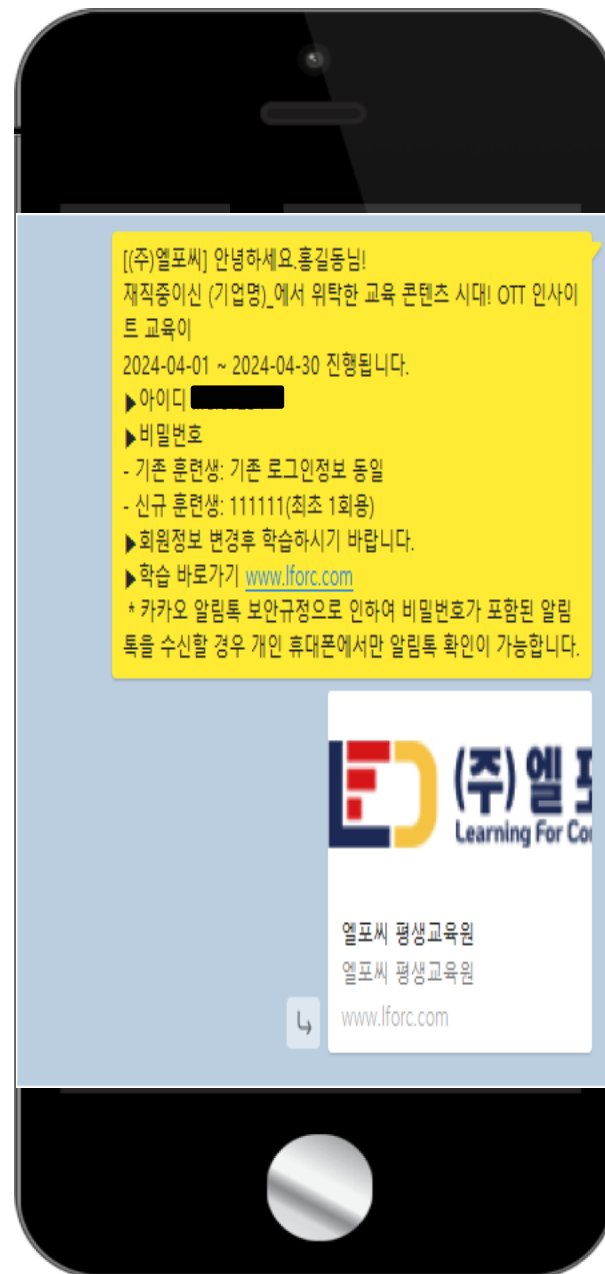 [(주)엘포씨] 안녕하세요.홍길동님!
재직중이신 (기업명)_에서 위탁한 교육 콘텐츠 시대! OTT 인사이
트 교육이
2024-04-01 ~ 2024-04-30 진행됩니다.
▶아이디
▶비밀번호
- 기존 훈련생: 기존 로그인정보 동일
- 신규 훈련생: 111111(최초 1회용)
▶회원정보 변경후 학습하시기 바랍니다.
▶학습 바로가기 www.lforc.com
* 카카오 알림톡 보안규정으로 인하여 비밀번호가 포함된 알림
톡을 수신할 경우 개인 휴대폰에서만 알림톡 확인이 가능합니다.
(주) 엘
Learning For
엘포씨 평생교육원
엘포씨 평생교육원
www.lforc.com